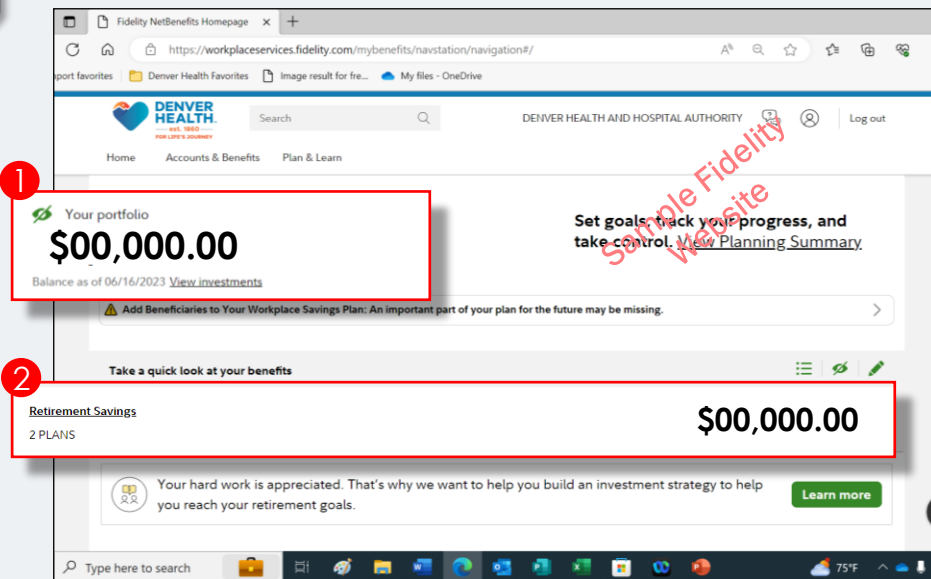 Fidelity NetBenefits Homepage
https://workplaceservices.fidelity.com/mybenefits/navstation/navigation#/
port favorites Denver Health Favorites Image result for fre... My files - OneDrive
DENVER
HEALTH.
est. 1860
FOR LIFE'S JOURNEY
Search
DENVER HEALTH AND HOSPITAL AUTHORITY
Log out
Home Accounts & Benefits Plan & Learn
1
Your portfolio
$00,000.00
Balance as of 06/16/2023 View investments
Set goals, track your progress, and
take control. View Planning Summary
Sample Fidelity
Website
Add Beneficiaries to Your Workplace Savings Plan: An important part of your plan for the future may be missing.
Take a quick look at your benefits
2
Retirement Savings
2 PLANS
$00,000.00
Your hard work is appreciated. That's why we want to help you build an investment strategy to help
you reach your retirement goals.
Learn more
Type here to search
75°F